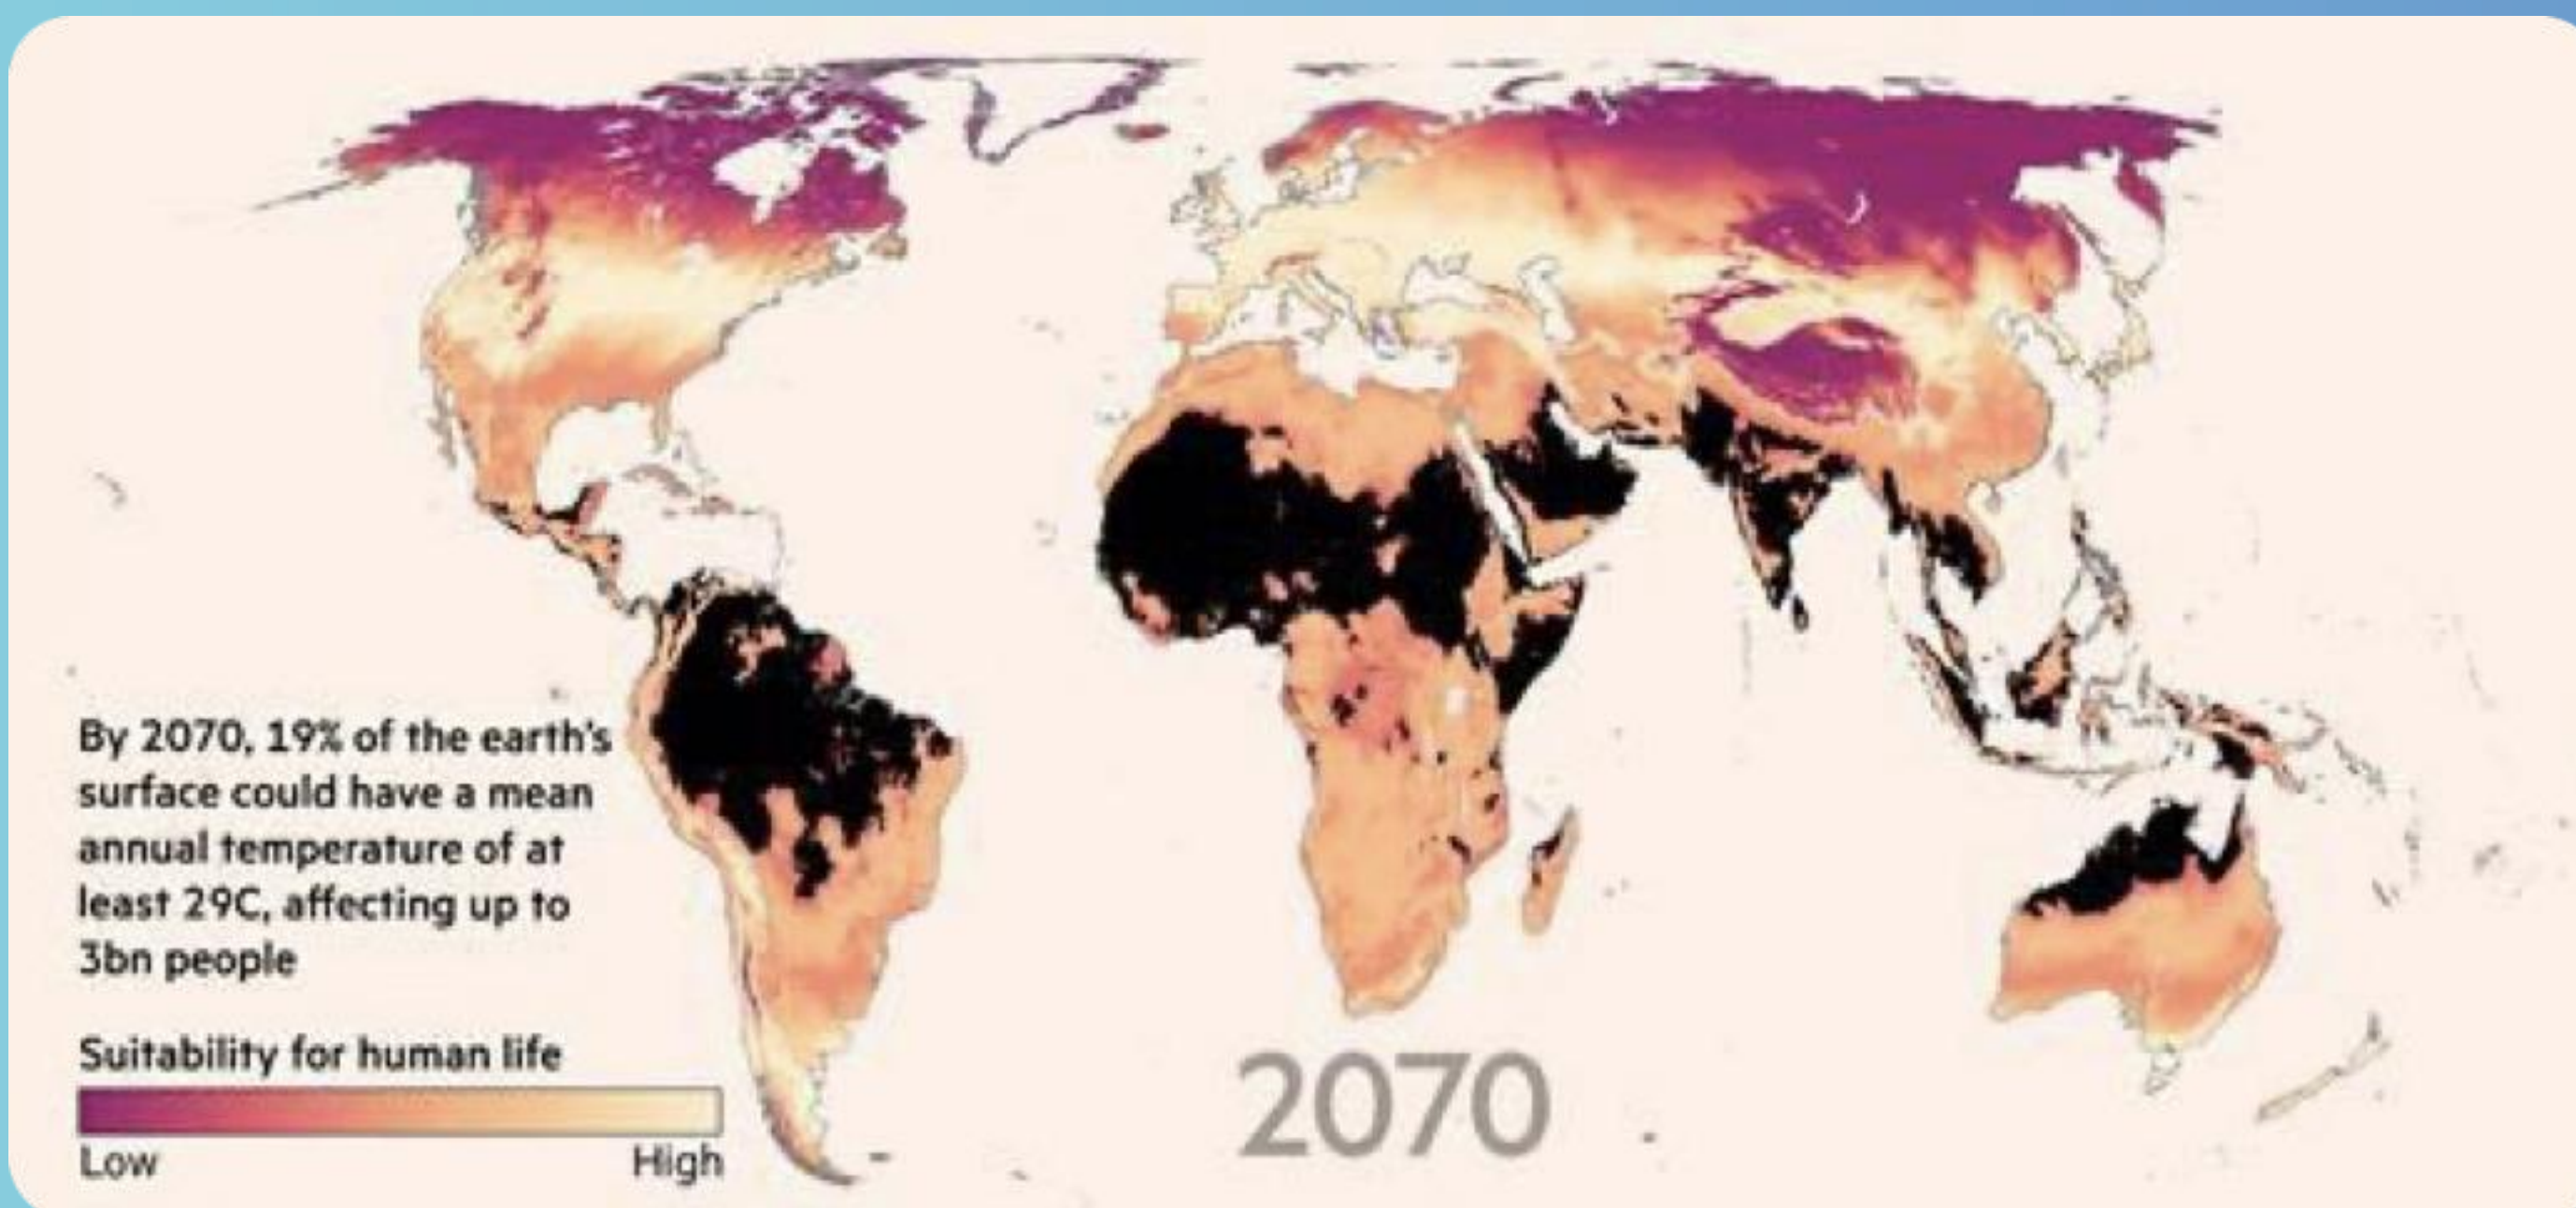 By 2070, 19% of the earth's
surface could have a mean
annual temperature of at
least 29C, affecting up to
3bn people
Suitability for human life
Low High
2070